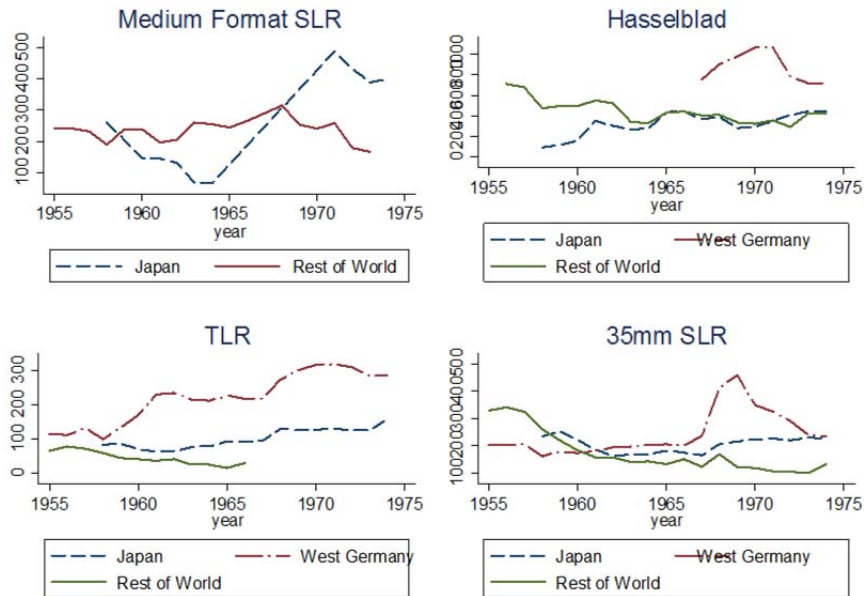 Medium Format SLR
100 200 300 400 500
1955 1960 1965 1970 1975
year
Japan Rest of World
Hasselblad
1955 1960 1965 1970 1975
year
Japan West Germany
Rest of World
TLR
0 100 200 300
1955 1960 1965 1970 1975
year
Japan West Germany
Rest of World
35mm SLR
100 200 300 400 500
1955 1960 1965 1970 1975
year
Japan West Germany
Rest of World